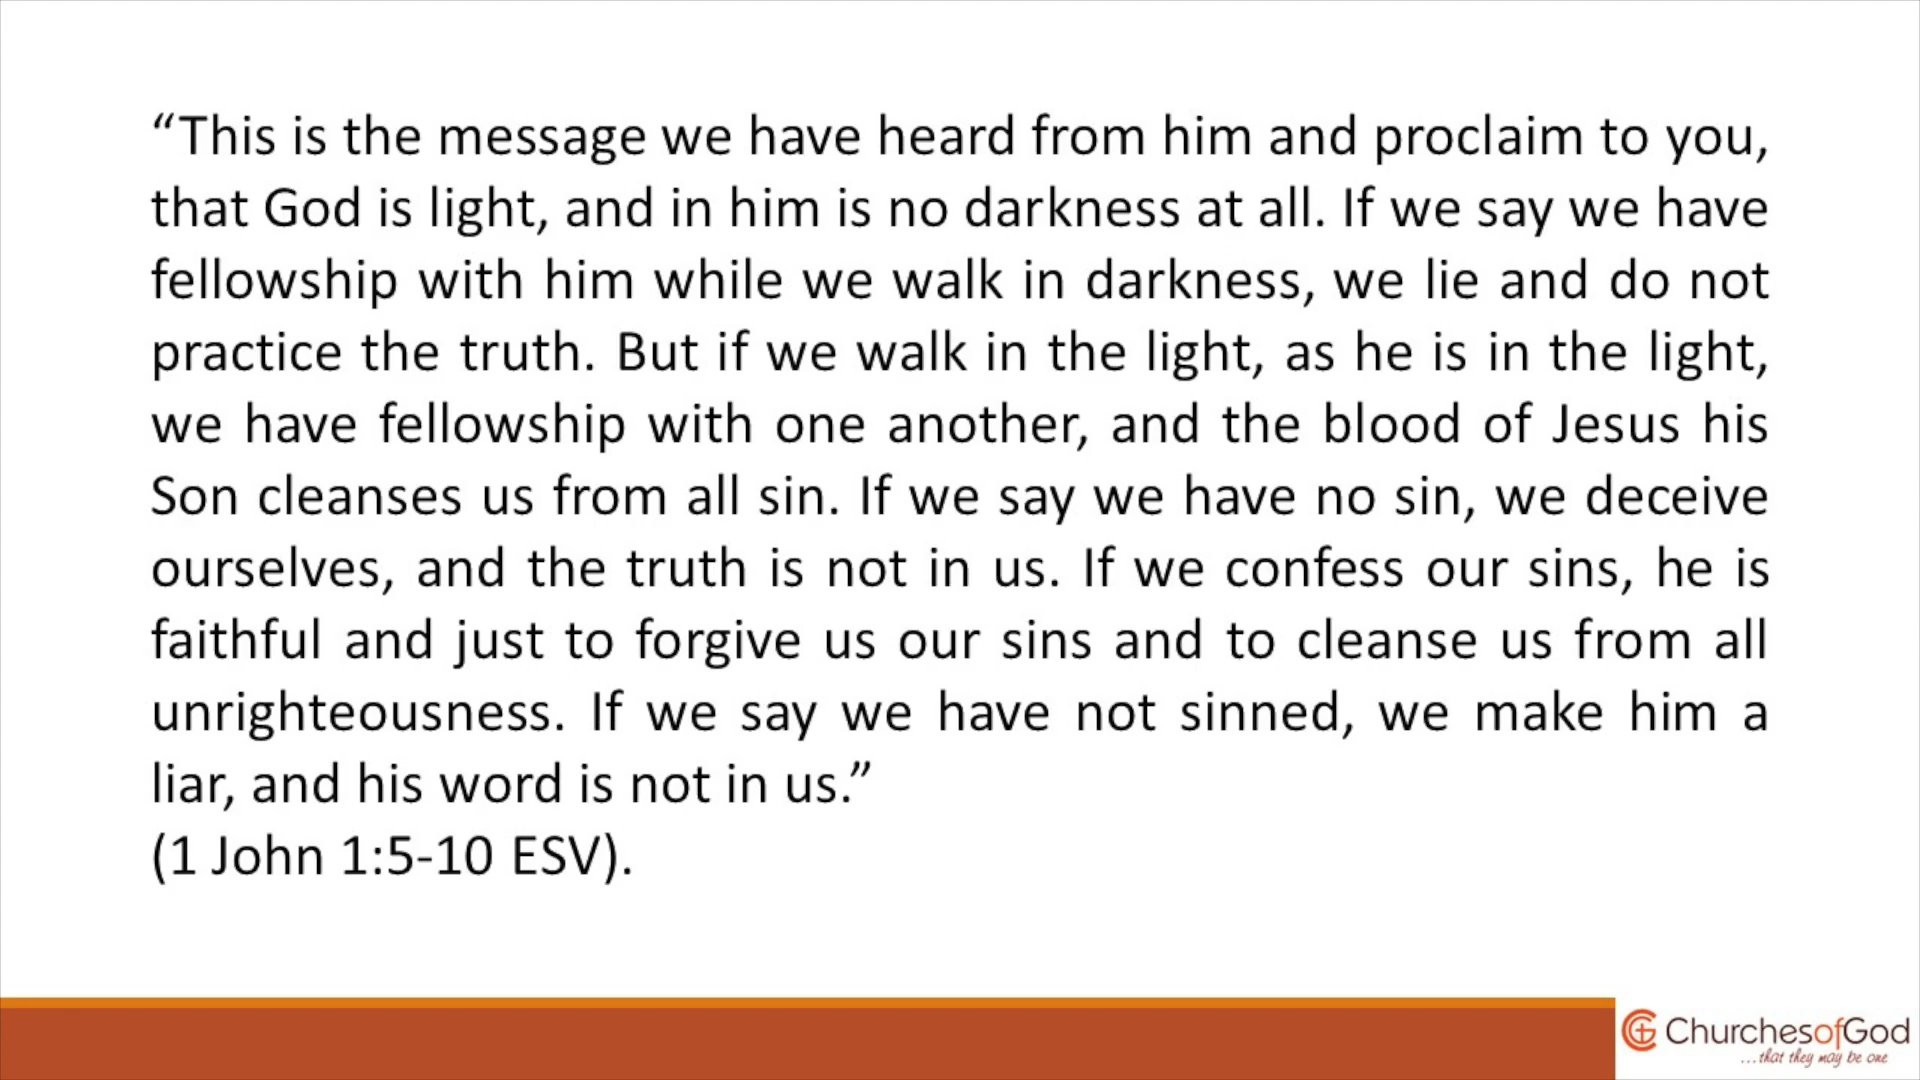 “This is the message we have heard from him and proclaim to you,
that God is light, and in him is no darkness at all. If we say we have
fellowship with him while we walk in darkness, we lie and do not
practice the truth. But if we walk in the light, as he is in the light,
we have fellowship with one another, and the blood of Jesus his
Son cleanses us from all sin. If we say we have no sin, we deceive
ourselves, and the truth is not in us. If we confess our sins, he is
faithful and just to forgive us our sins and to cleanse us from all
unrighteousness. If we say we have not sinned, we make him a
liar, and his word is not in us.”
(1 John 1:5-10 ESV).
ChurchesofGod
...that they may be one